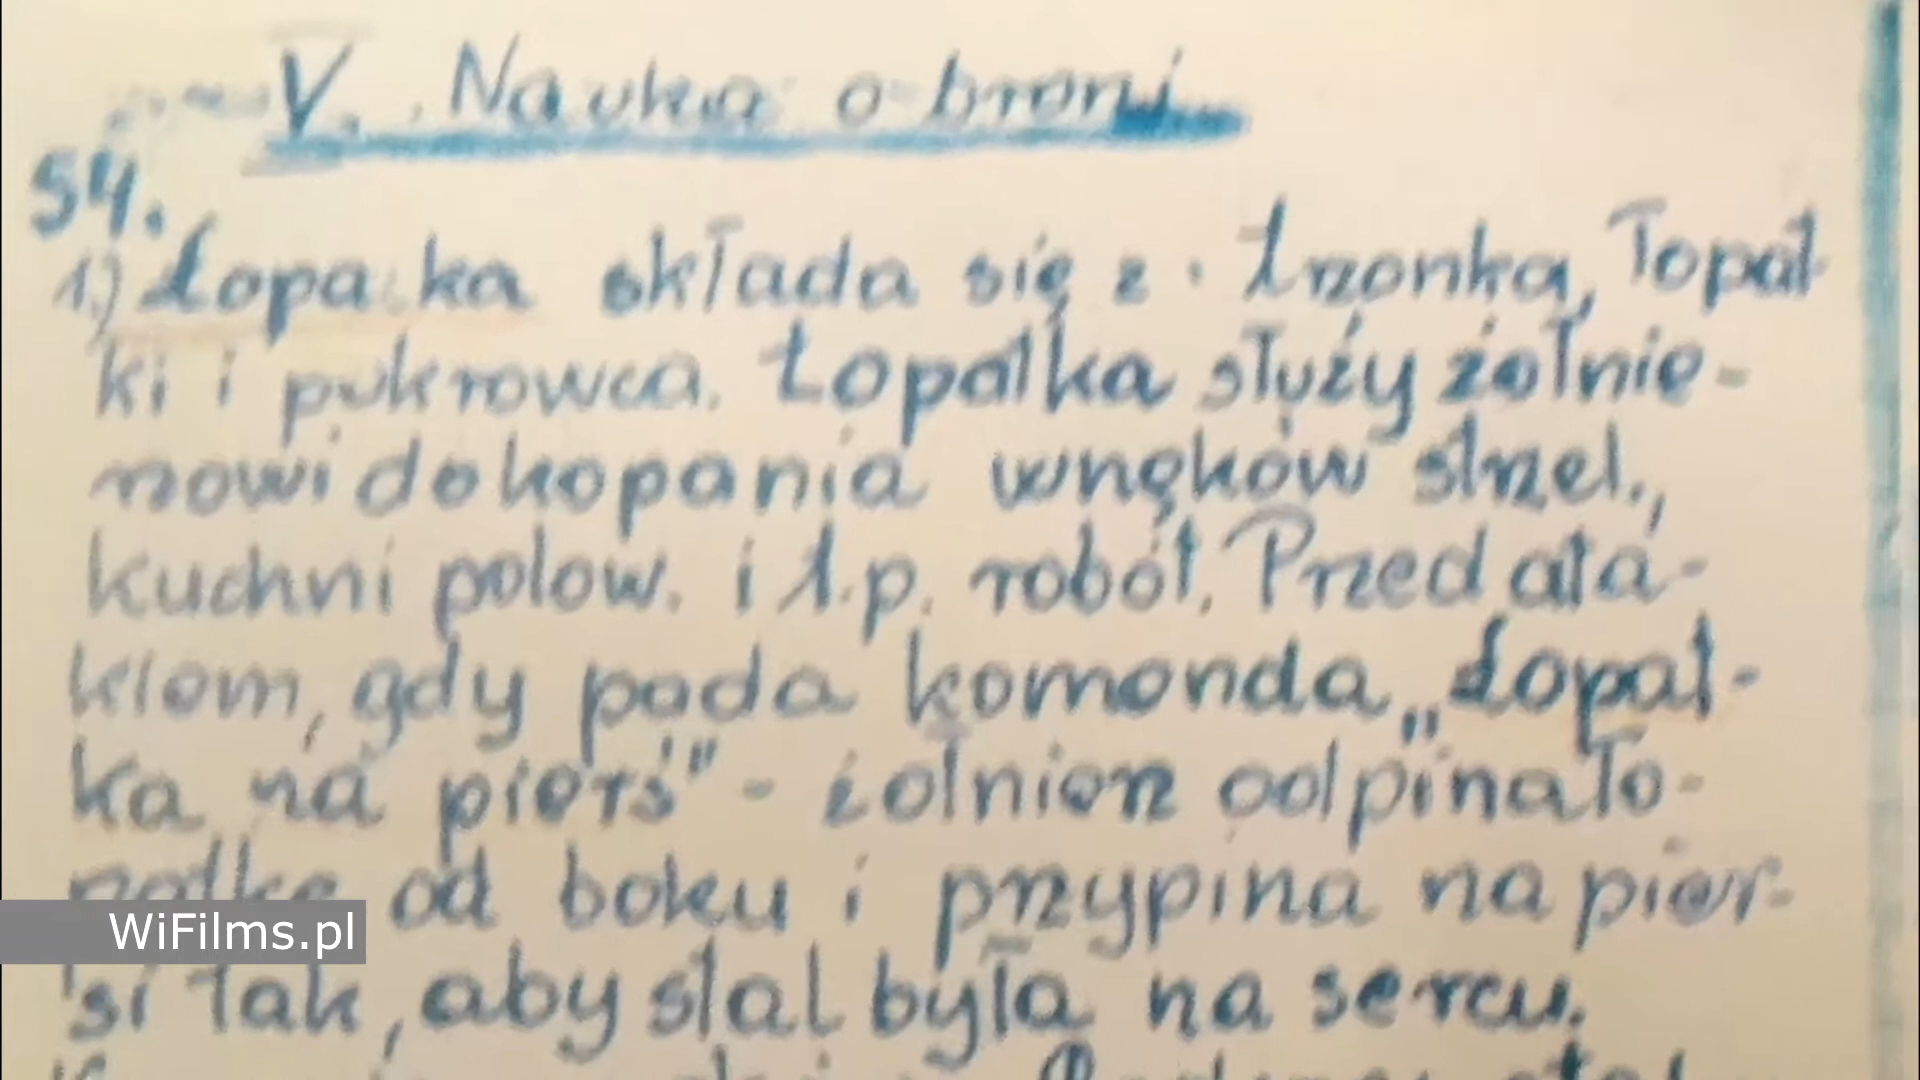 V. Nauka o broni.
54.
1.) Łopatka składa się z: trzonka, łopat-
ki i pokrowca. Łopatka służy żołnie-
rzowi do kopania wnęków strzel.,
kuchni polow. i t.p. robót. Przed ata-
kiem, gdy pada komenda „Łopat-
ka na pierś" - żołnierz odpina ło-
patkę od boku i przypina na pier-
si tak, aby stal była na sercu.
WiFilms.pl